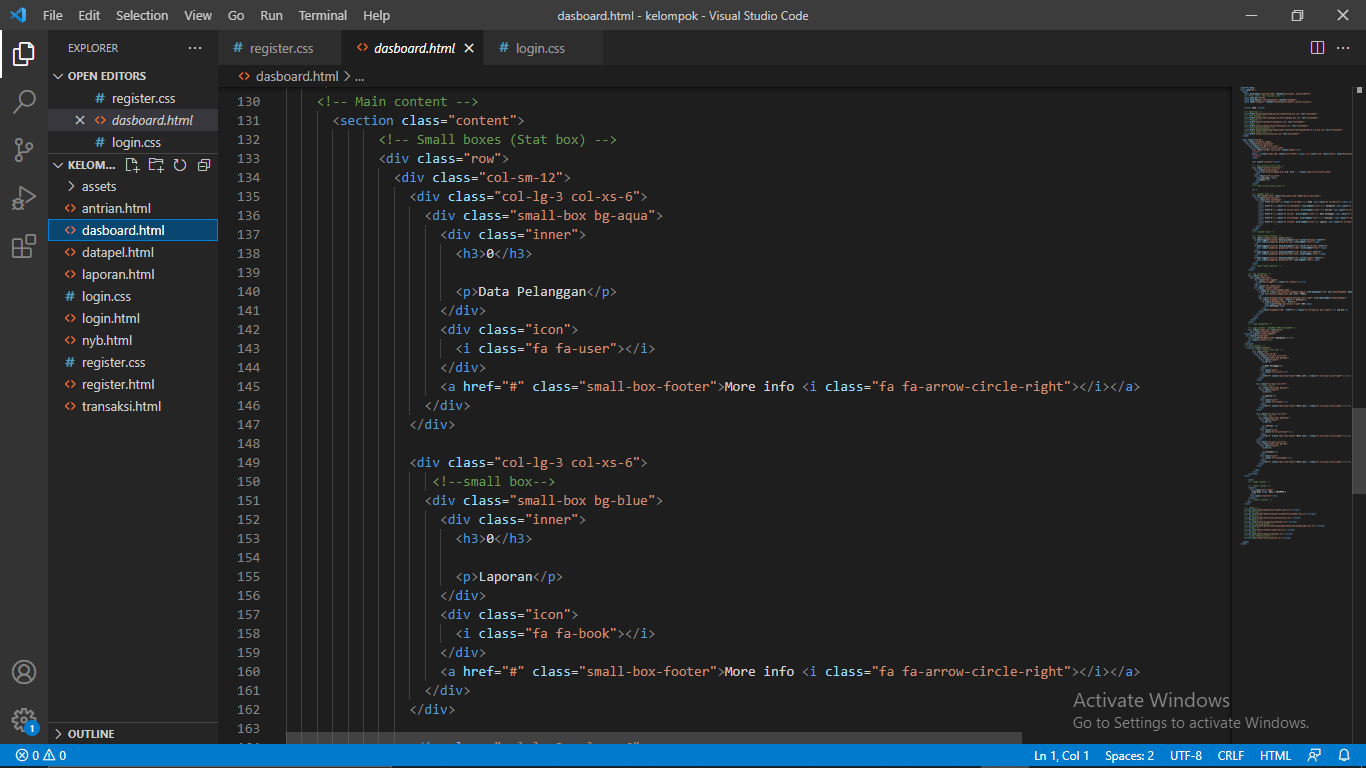 File Edit Selection View Go Run Terminal Help
dasboard.html - kelompok - Visual Studio Code
EXPLORER
OPEN EDITORS
register.css
dasboard.html
login.css
KELOM...
assets
antrian.html
dasboard.html
datapel.html
laporan.html
login.css
login.html
nyb.html
register.css
register.html
transaksi.html
OUTLINE
register.css dasboard.html login.css
dasboard.html > ...
130 <!-- Main content -->
131 <section class="content">
132 <!-- Small boxes (Stat box) -->
133 <div class="row">
134 <div class="col-sm-12">
135 <div class="col-lg-3 col-xs-6">
136 <div class="small-box bg-aqua">
137 <div class="inner">
138 <h3>0</h3>
139
140 <p>Data Pelanggan</p>
141 </div>
142 <div class="icon">
143 <i class="fa fa-user"></i>
144 </div>
145 <a href="#" class="small-box-footer">More info <i class="fa fa-arrow-circle-right"></i></a>
146 </div>
147 </div>
148
149 <div class="col-lg-3 col-xs-6">
150 <!--small box-->
151 <div class="small-box bg-blue">
152 <div class="inner">
153 <h3>0</h3>
154
155 <p>Laporan</p>
156 </div>
157 <div class="icon">
158 <i class="fa fa-book"></i>
159 </div>
160 <a href="#" class="small-box-footer">More info <i class="fa fa-arrow-circle-right"></i></a>
161 </div>
162 </div>
163
Activate Windows
Go to Settings to activate Windows.
1
0 0
Ln 1, Col 1 Spaces: 2 UTF-8 CRLF HTML